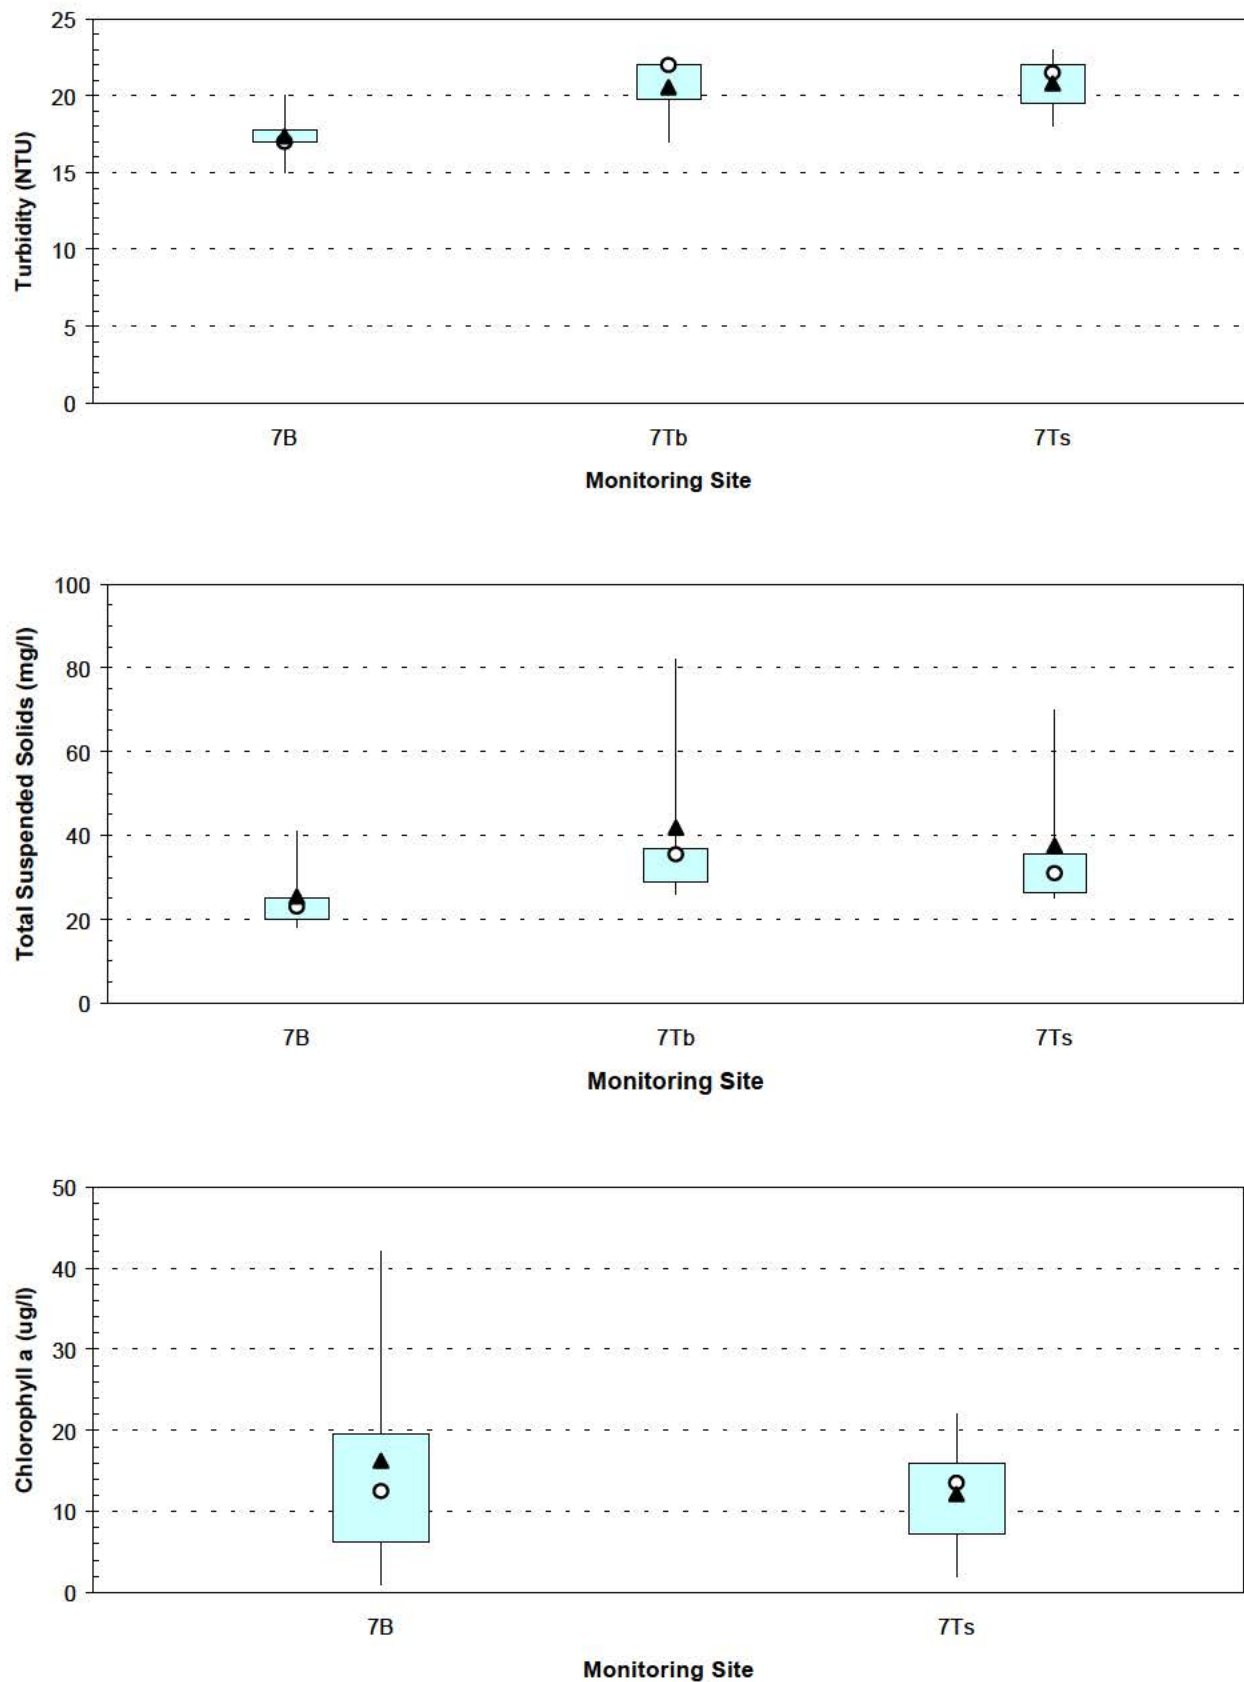 25
20
15
10
5
0
Turbidity (NTU)
7B 7Tb 7Ts
Monitoring Site
100
80
60
40
20
0
Total Suspended Solids (mg/l)
7B 7Tb 7Ts
Monitoring Site
50
40
30
20
10
0
Chlorophyll a (ug/l)
7B 7Ts
Monitoring Site